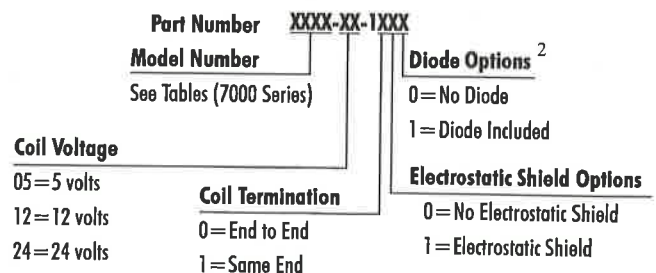 Part Number XXXX-XX-1XXX
Model Number
See Tables (7000 Series)
Diode Options 2
0=No Diode
1=Diode Included
Coil Voltage
05=5 volts
12=12 volts
24=24 volts
Coil Termination
0=End to End
1=Same End
Electrostatic Shield Options
0=No Electrostatic Shield
1=Electrostatic Shield